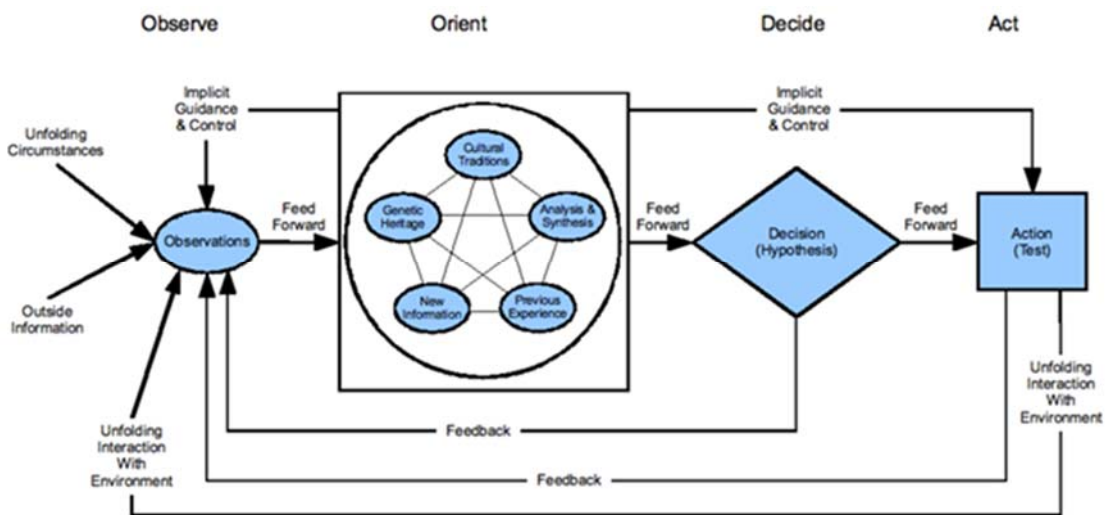 Observe
Orient
Decide
Act
Implicit
Guidance
& Control
Implicit
Guidance
& Control
Unfolding
Circumstances
Cultural
Traditions
Genetic
Heritage
Analysis &
Synthesis
Feed
Forward
Feed
Forward
Feed
Forward
Observations
Decision
(Hypothesis)
Action
(Test)
New
Information
Previous
Experience
Outside
Information
Unfolding
Interaction
With
Environment
Unfolding
Interaction
With
Environment
Feedback
Feedback